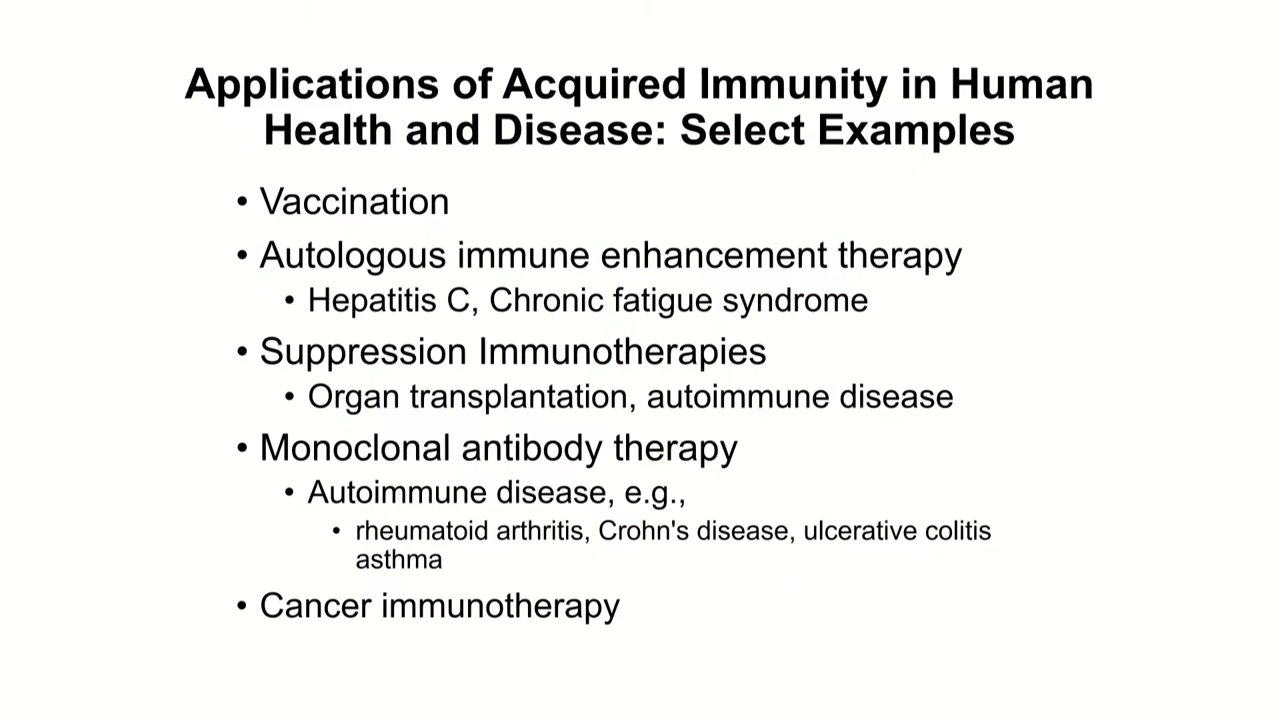 Applications of Acquired Immunity in Human
Health and Disease: Select Examples
• Vaccination
• Autologous immune enhancement therapy
• Hepatitis C, Chronic fatigue syndrome
• Suppression Immunotherapies
• Organ transplantation, autoimmune disease
• Monoclonal antibody therapy
• Autoimmune disease, e.g.,
• rheumatoid arthritis, Crohn's disease, ulcerative colitis
asthma
• Cancer immunotherapy